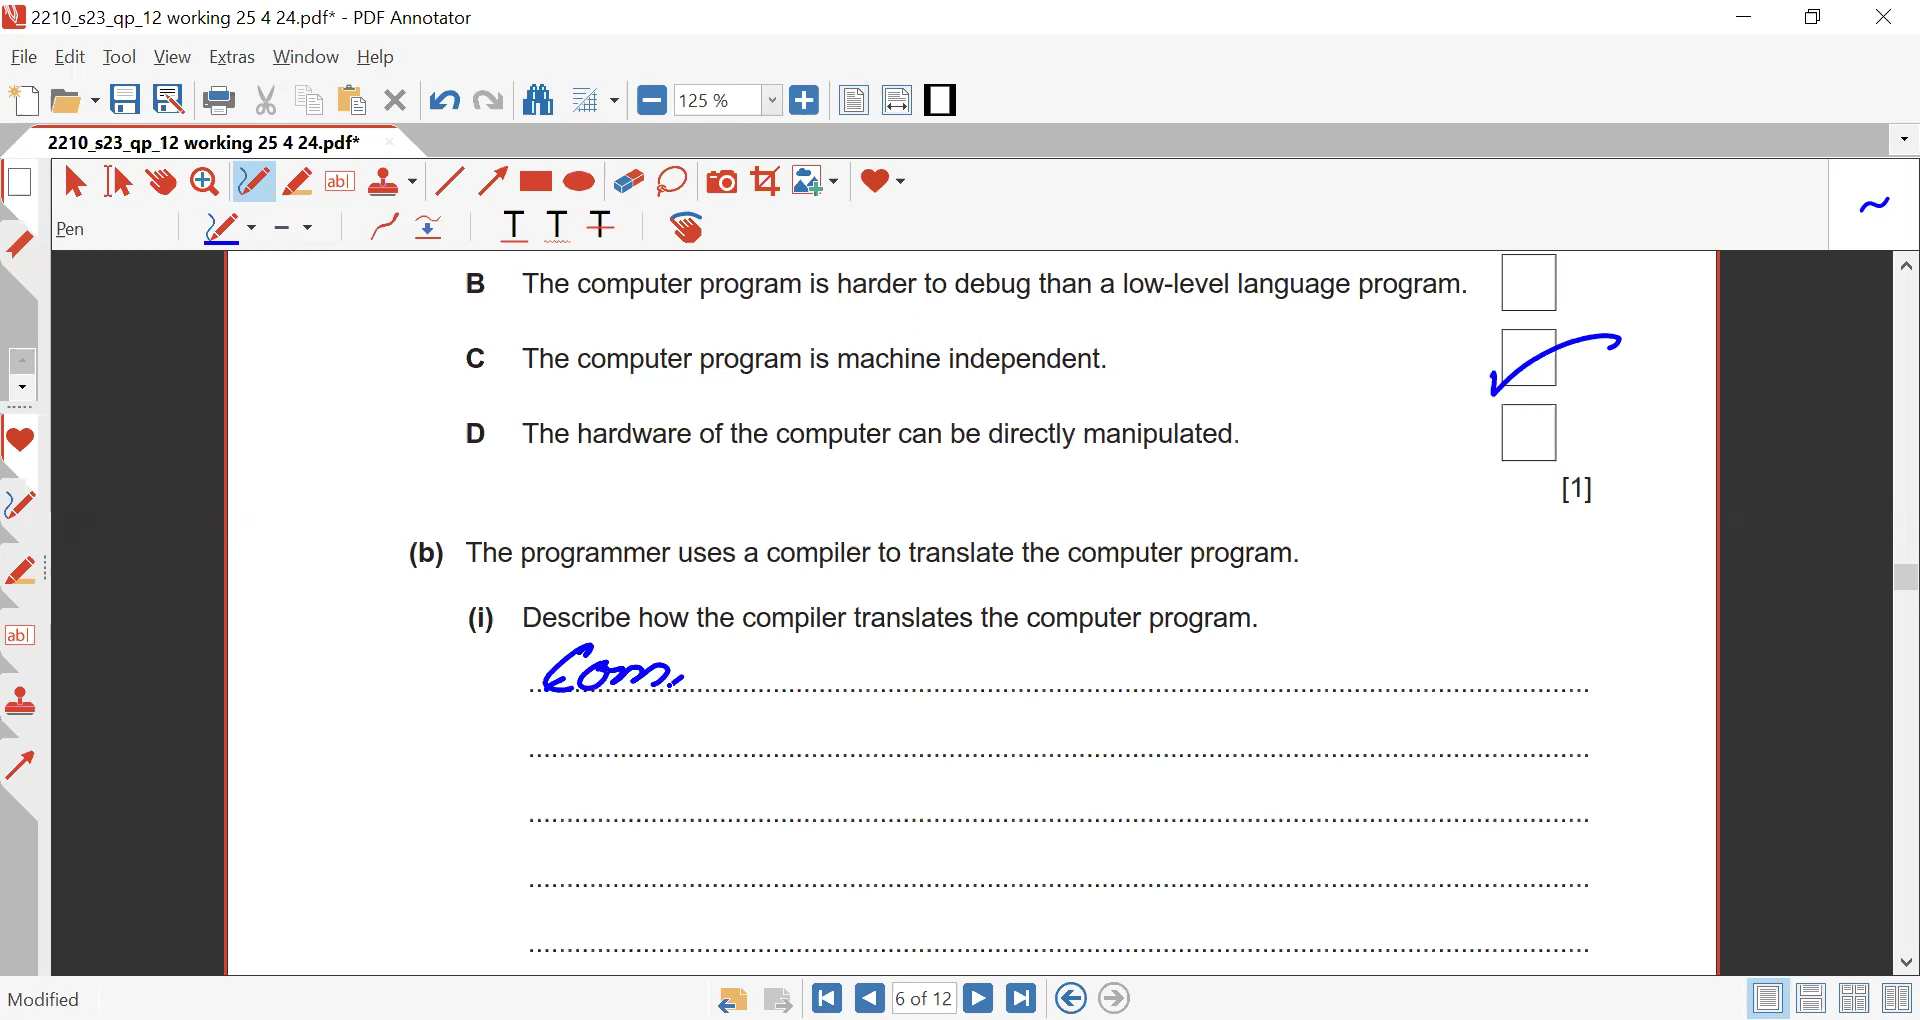 2210_s23_qp_12 working 25 4 24.pdf* - PDF Annotator
File Edit Tool View Extras Window Help
125 %
2210_s23_qp_12 working 25 4 24.pdf*
ab
T T T
Pen
B The computer program is harder to debug than a low-level language program.
C The computer program is machine independent.
D The hardware of the computer can be directly manipulated.
[1]
(b) The programmer uses a compiler to translate the computer program.
(i) Describe how the compiler translates the computer program.
Com
ab
Modified
6 of 12